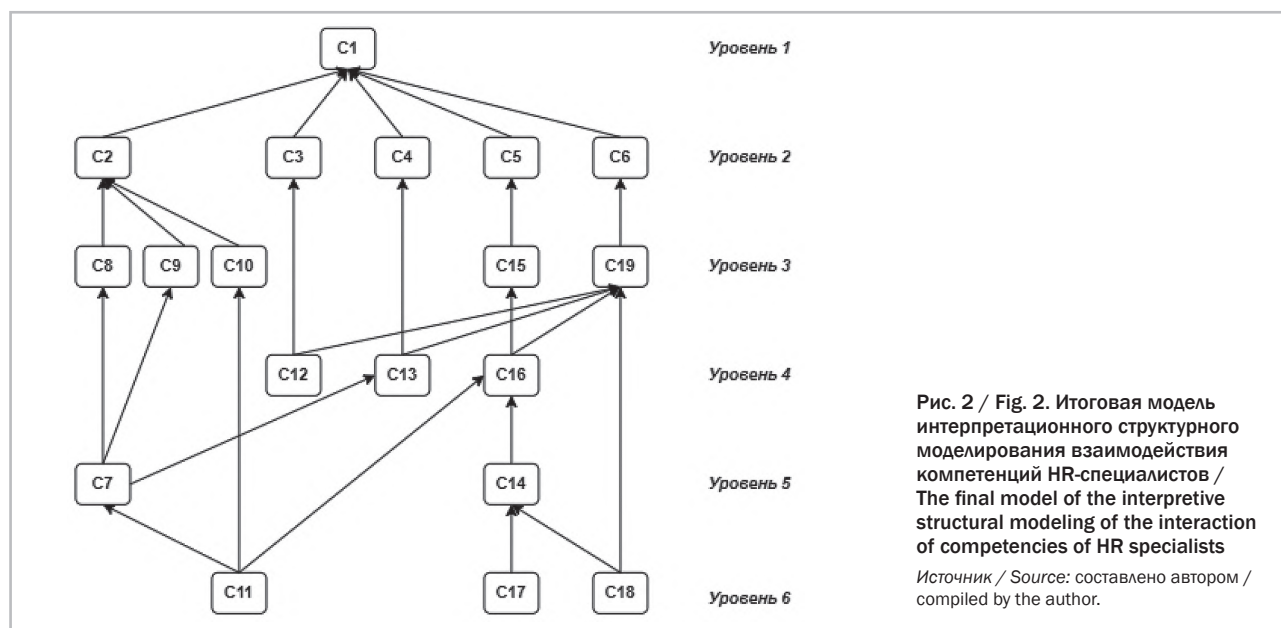 C1 Уровень 1
C2 C3 C4 C5 C6 Уровень 2
C8 C9 C10 C15 C19 Уровень 3
C12 C13 C16 Уровень 4
C7 C14 Уровень 5
C11 C17 C18 Уровень 6
Рис. 2 / Fig. 2. Итоговая модель
интерпретационного структурного
моделирования взаимодействия
компетенций HR-специалистов /
The final model of the interpretive
structural modeling of the interaction
of competencies of HR specialists
Источник / Source: составлено автором /
compiled by the author.